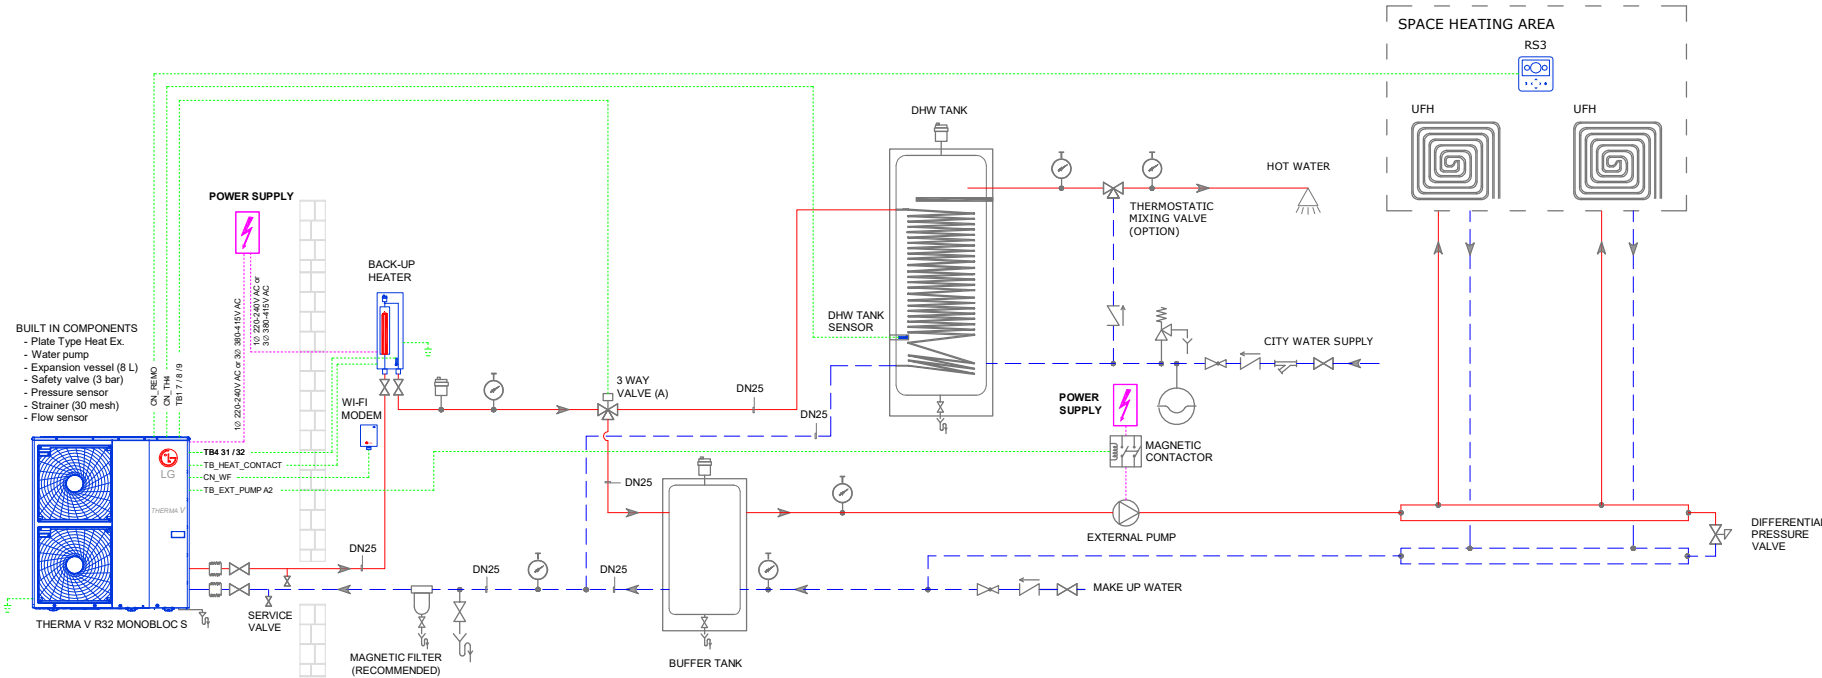 SPACE HEATING AREA
RS3
UFH
UFH
DHW TANK
HOT WATER
POWER SUPPLY
THERMOSTATIC
MIXING VALVE
(OPTION)
BACK-UP
HEATER
1∅ 220-240V AC or 3∅ 380-415V AC
1∅ 220-240V AC or
3∅ 380-415V AC
BUILT IN COMPONENTS
- Plate Type Heat Ex.
- Water pump
- Expansion vessel (8 L)
- Safety valve (3 bar)
- Pressure sensor
- Strainer (30 mesh)
- Flow sensor
CN_REMO
CN_TH4
TB1 7 / 8 /9
DHW TANK
SENSOR
CITY WATER SUPPLY
3 WAY
VALVE (A)
DN25
DN25
WI-FI
MODEM
POWER
SUPPLY
MAGNETIC
CONTACTOR
TB4 31 / 32
TB_HEAT_CONTACT
CN_WF
TB_EXT_PUMP A2
LG
THERMA V
DN25
EXTERNAL PUMP
DIFFERENTIAL
PRESSURE
VALVE
DN25
DN25
DN25
MAKE UP WATER
SERVICE
VALVE
THERMA V R32 MONOBLOC S
MAGNETIC FILTER
(RECOMMENDED)
BUFFER TANK